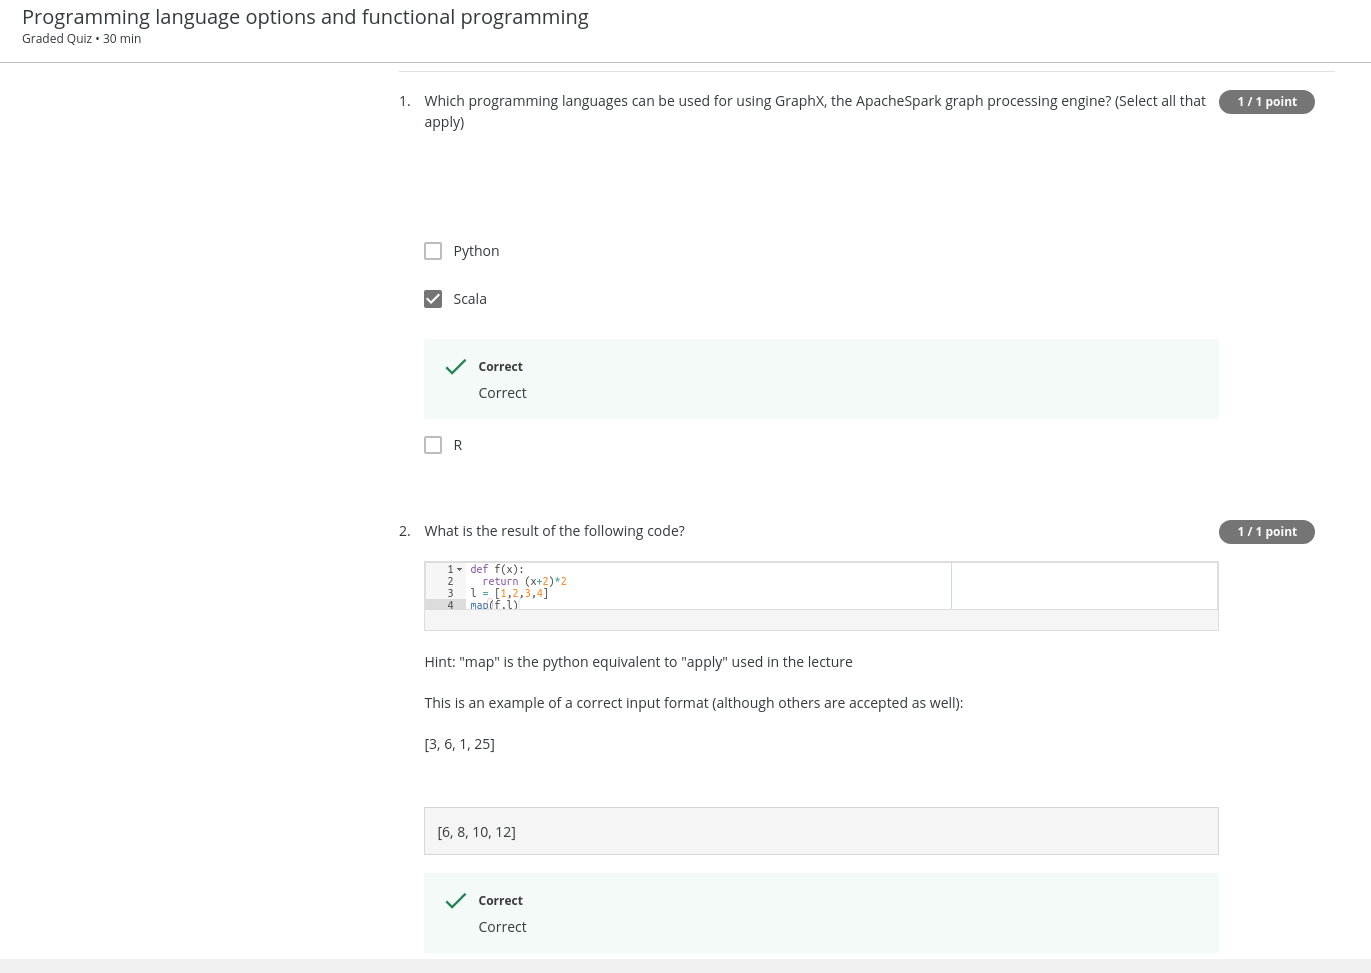 Programming language options and functional programming
Graded Quiz • 30 min
1. Which programming languages can be used for using GraphX, the ApacheSpark graph processing engine? (Select all that
apply)
1 / 1 point
Python
Scala
Correct
Correct
R
2. What is the result of the following code?
1 / 1 point
1 def f(x):
2 return (x+2)*2
3 l = [1,2,3,4]
4 map(f,l)
Hint: "map" is the python equivalent to "apply" used in the lecture
This is an example of a correct input format (although others are accepted as well):
[3, 6, 1, 25]
[6, 8, 10, 12]
Correct
Correct